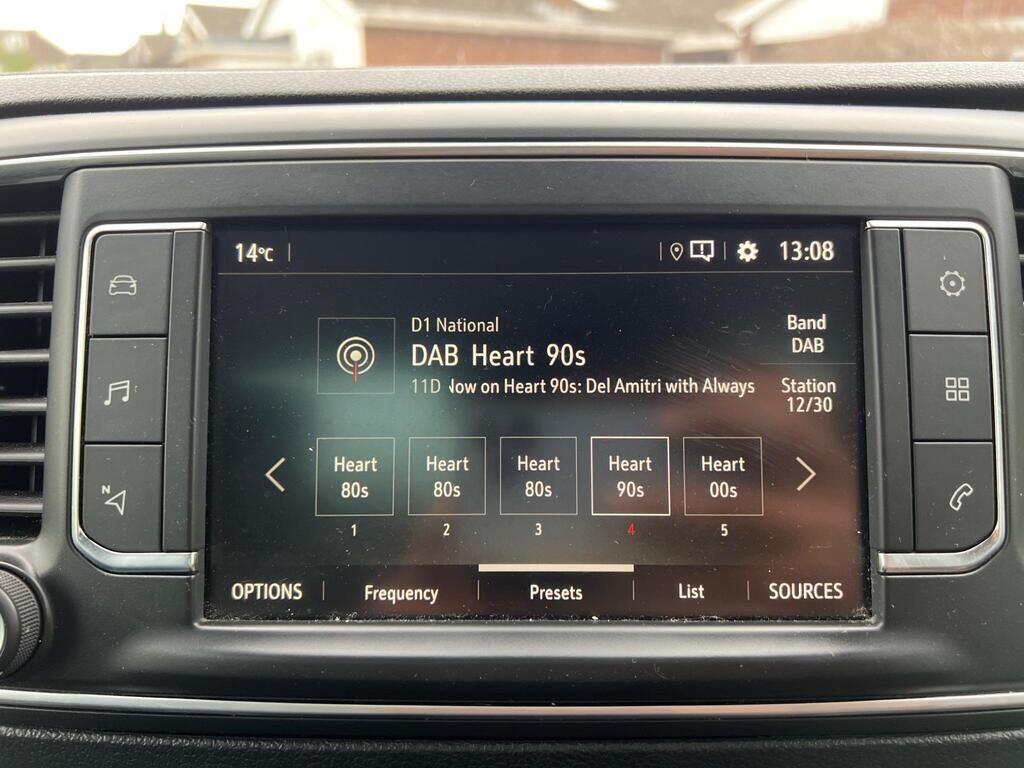 14°C
13:08
D1 National
DAB Heart 90s
11D Now on Heart 90s: Del Amitri with Always
Band
DAB
Station
12/30
Heart
80s
Heart
80s
Heart
80s
Heart
90s
Heart
00s
1
2
3
4
5
OPTIONS
Frequency
Presets
List
SOURCES
N